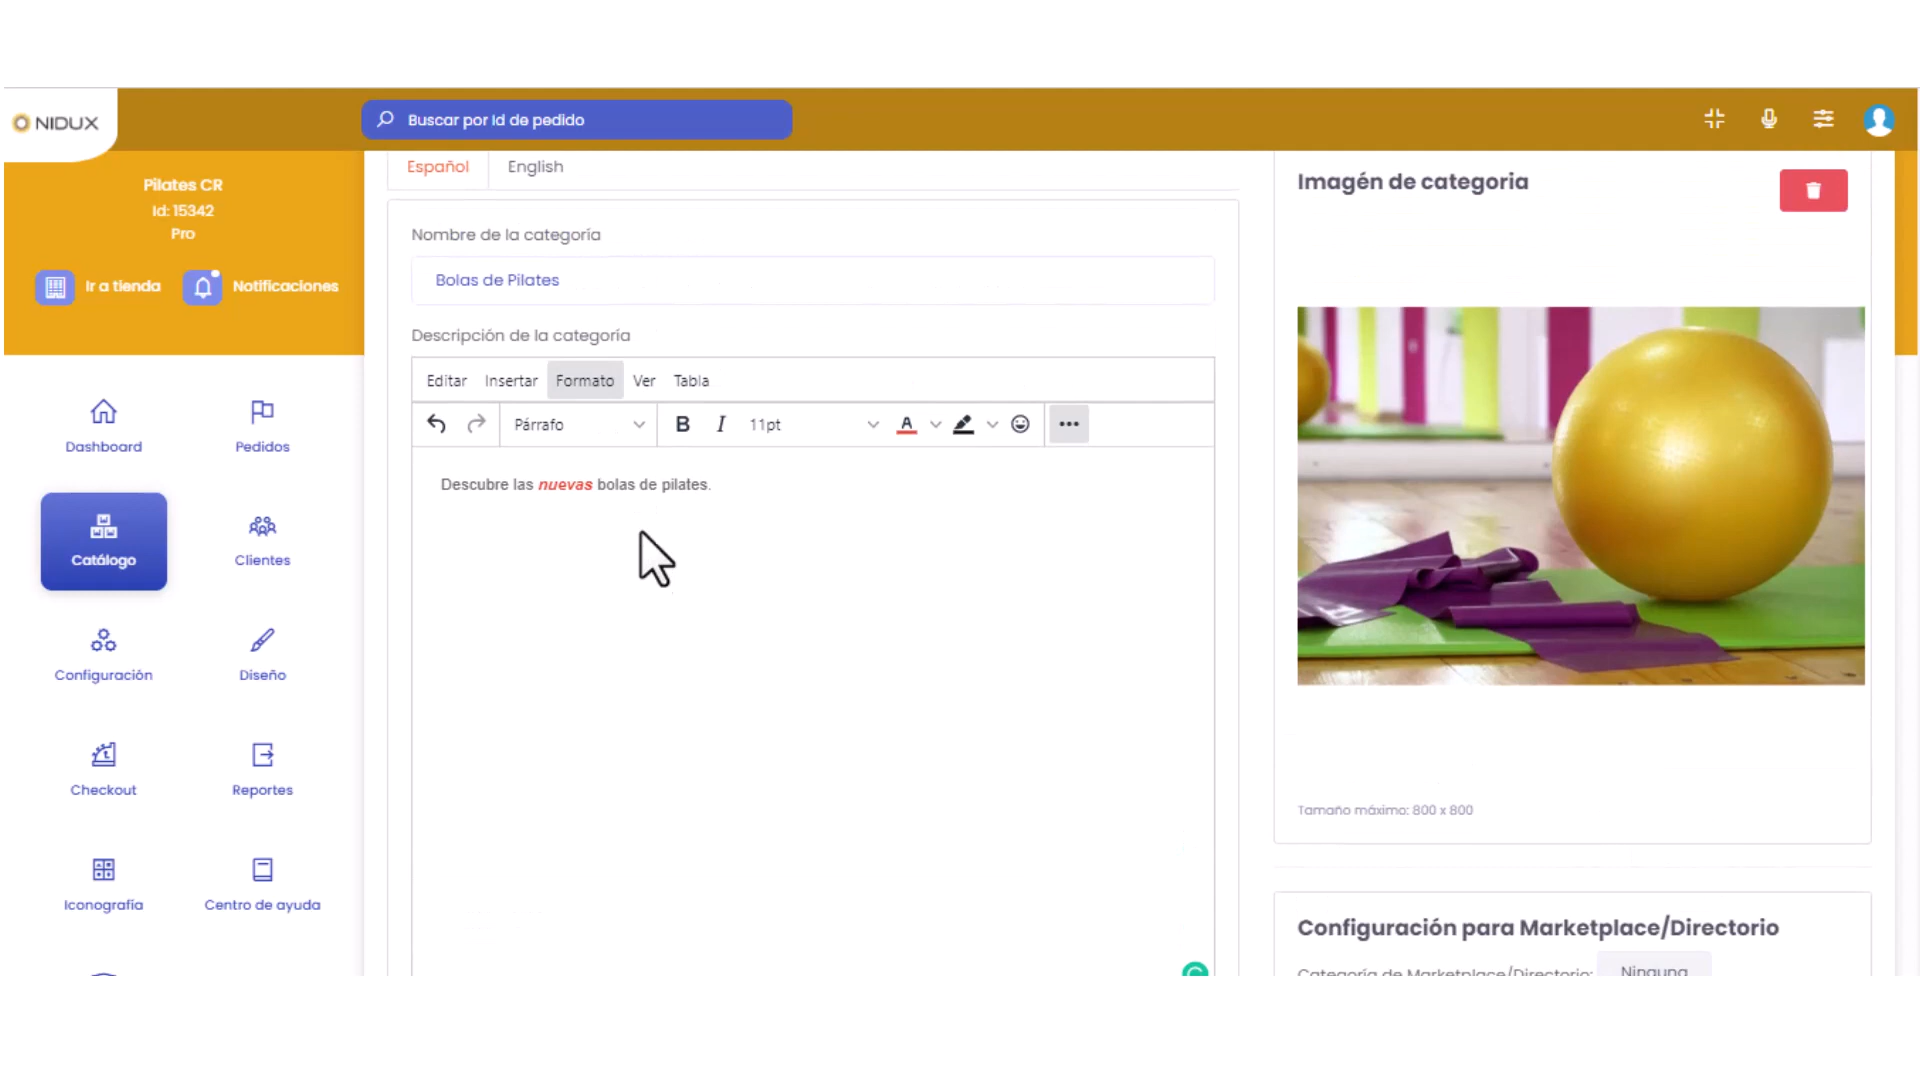 NIDUX
Buscar por Id de pedido
Pilates CR
Id: 15342
Pro
Ir a tienda
Notificaciones
Dashboard
Pedidos
Catálogo
Clientes
Configuración
Diseño
Checkout
Reportes
Iconografía
Centro de ayuda
Español
English
Nombre de la categoría
Bolas de Pilates
Descripción de la categoría
Editar Insertar Formato Ver Tabla
Párrafo
B I 11pt A
Descubre las nuevas bolas de pilates.
Imagén de categoria
Tamaño máximo: 800 x 800
Configuración para Marketplace/Directorio
Categoría de Marketplace/Directorio: Ninguna